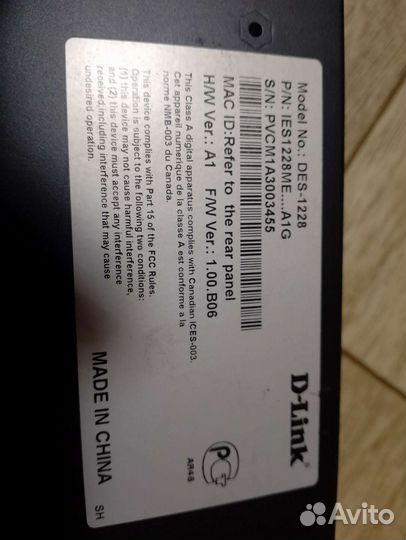 Model No.: DES-1228
P/N: IES1228ME....A1G
S/N: PVCM1A3003455
MAC ID:Refer to the rear panel
H/W Ver.: A1 F/W Ver.: 1.00.B06
This Class A digital apparatus complies with Canadian ICES-003.
Cet appareil numerique de la classe A est conforme a la
norme NMB-003 du Canada.
This device complies with Part 15 of the FCC Rules.
Operation is subject to the following two conditions:
(1) this device may not cause harmful interference,
and (2) this device must accept any interference
received,including interference that may cause
undesired operation.
D-Link®
РСТ
AЯ46
MADE IN CHINA
SH
Avito